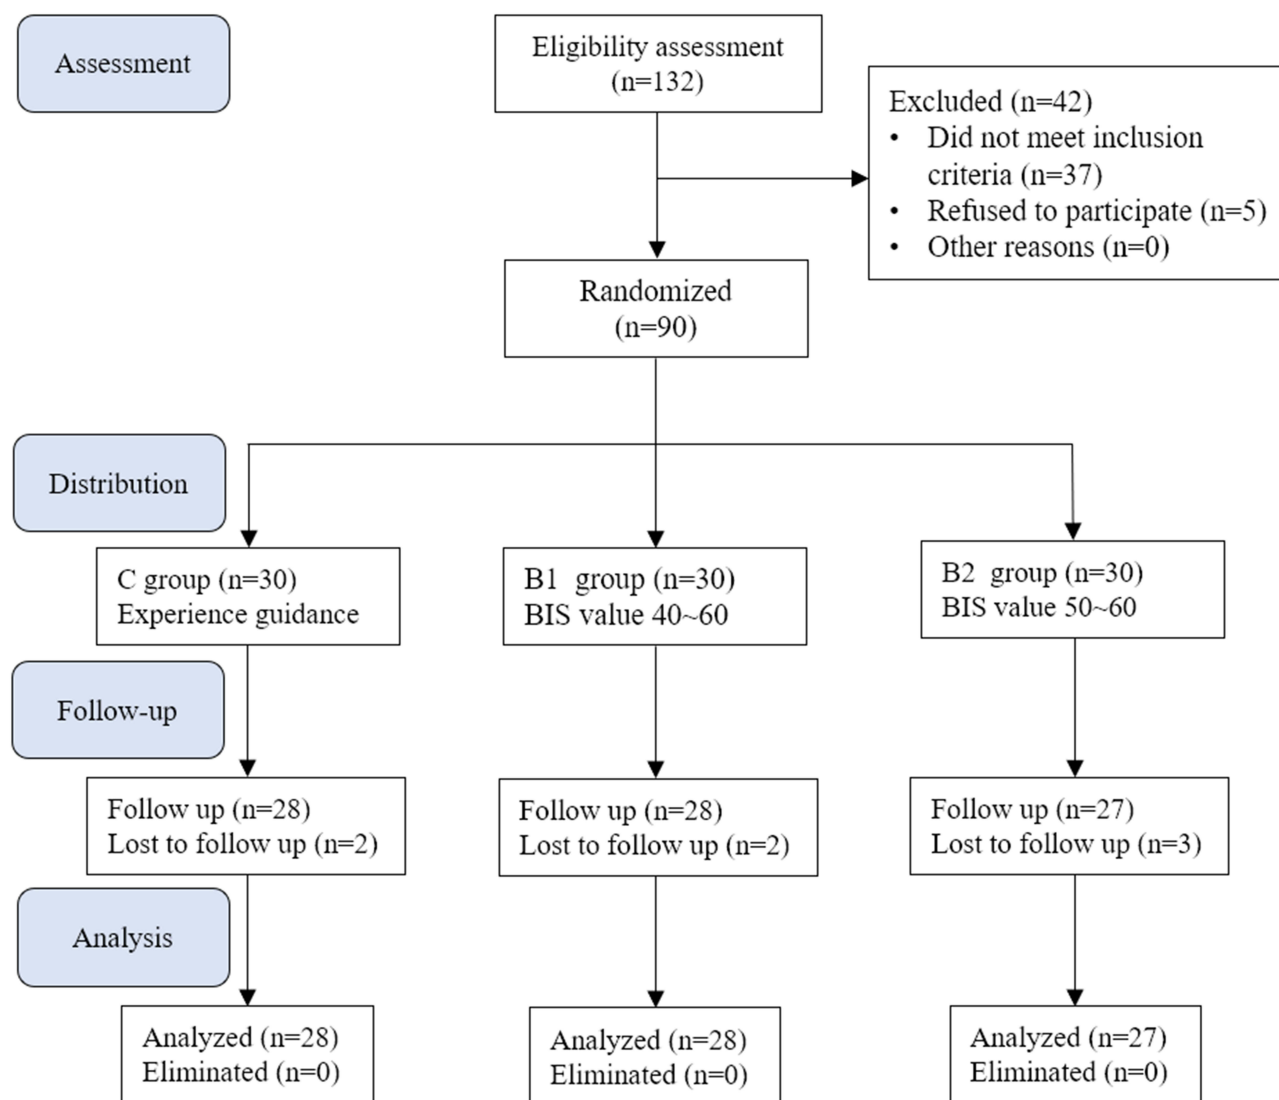 Assessment
Eligibility assessment
(n=132)
Excluded (n=42)
• Did not meet inclusion
criteria (n=37)
• Refused to participate (n=5)
• Other reasons (n=0)
Randomized
(n=90)
Distribution
C group (n=30)
Experience guidance
B1 group (n=30)
BIS value 40~60
B2 group (n=30)
BIS value 50~60
Follow-up
Follow up (n=28)
Lost to follow up (n=2)
Follow up (n=28)
Lost to follow up (n=2)
Follow up (n=27)
Lost to follow up (n=3)
Analysis
Analyzed (n=28)
Eliminated (n=0)
Analyzed (n=28)
Eliminated (n=0)
Analyzed (n=27)
Eliminated (n=0)